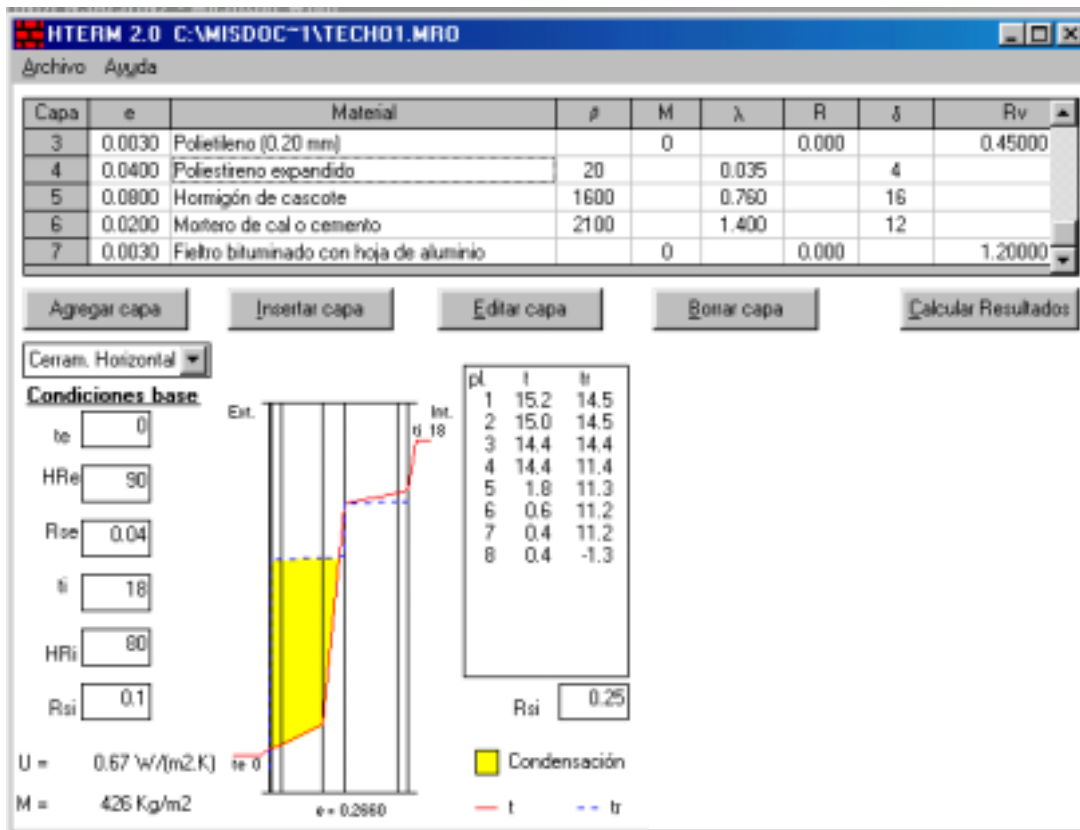 HTERM 2.0 C:\MISDOC~1\TECHO1.MRO
Archivo Ayuda
Capa e Material ρ M λ R δ Rv
3 0.0030 Polietileno (0.20 mm) 0 0.000 0.45000
4 0.0400 Poliestireno expandido 20 0.035 4
5 0.0800 Hormigón de cascote 1600 0.760 16
6 0.0200 Mortero de cal o cemento 2100 1.400 12
7 0.0030 Fieltro bituminado con hoja de aluminio 0 0.000 1.20000
Agregar capa Insertar capa Editar capa Borrar capa Calcular Resultados
Cerram. Horizontal
Condiciones base
te 0
HRe 90
Rse 0.04
ti 18
HRi 80
Rsi 0.1
U = 0.67 W/(m2.K)
M = 426 Kg/m2
Ext. Int.
ti 18
te 0
e = 0.2660
pl. t tr
1 15.2 14.5
2 15.0 14.5
3 14.4 14.4
4 14.4 11.4
5 1.8 11.3
6 0.6 11.2
7 0.4 11.2
8 0.4 -1.3
Rsi 0.25
Condensación
t tr